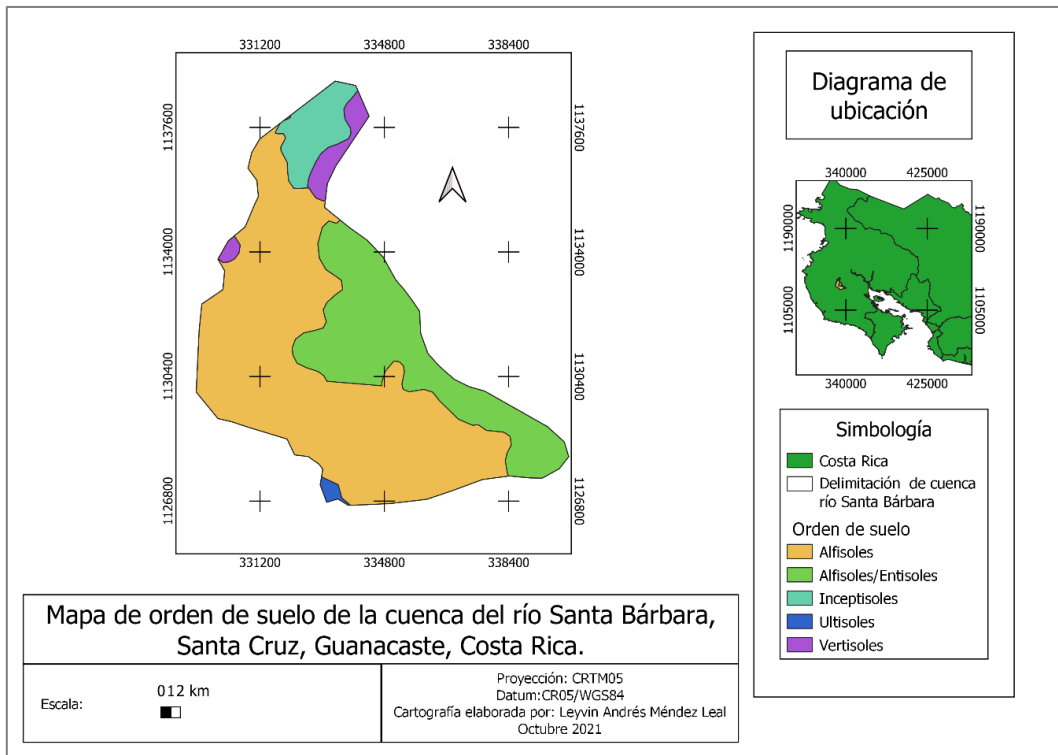 331200 334800 338400
1137600 1137600
1134000 1134000
1130400 1130400
1126800 1126800
331200 334800 338400
Diagrama de
ubicación
340000 425000
1190000 1190000
1105000 1105000
340000 425000
Simbología
Costa Rica
Delimitación de cuenca
río Santa Bárbara
Orden de suelo
Alfisoles
Alfisoles/Entisoles
Inceptisoles
Ultisoles
Vertisoles
Mapa de orden de suelo de la cuenca del río Santa Bárbara,
Santa Cruz, Guanacaste, Costa Rica.
Escala:
012 km
Proyección: CRTM05
Datum:CR05/WGS84
Cartografía elaborada por: Leyvin Andrés Méndez Leal
Octubre 2021